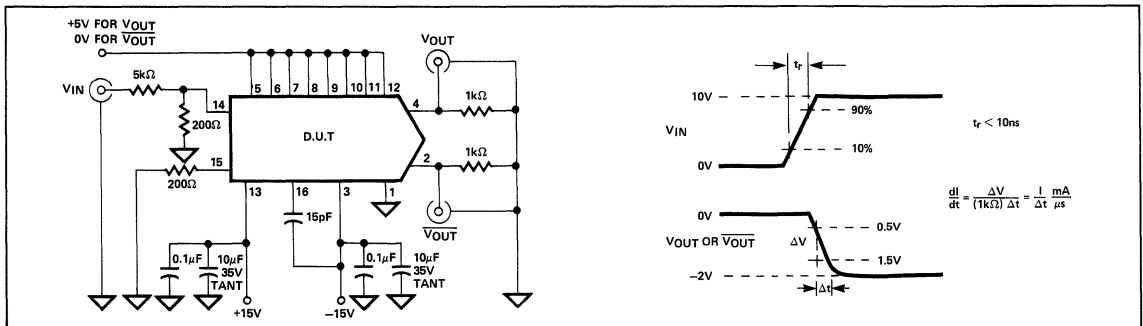 +5V FOR VOUT
0V FOR V̅O̅U̅T̅
VIN
5kΩ
14
200Ω
15
200Ω
5 6 7 8 9 10 11 12
D.U.T
4
2
13
16
3
1
VOUT
1kΩ
1kΩ
V̅O̅U̅T̅
15pF
0.1μF
10μF
35V
TANT
+15V
0.1μF
10μF
35V
TANT
−15V
tr
10V
VIN
0V
90%
10%
tr < 10ns
dI/dt = ΔV/(1kΩ) Δt = I/Δt mA/μs
0V
VOUT OR V̅O̅U̅T̅
−2V
ΔV
0.5V
1.5V
Δt